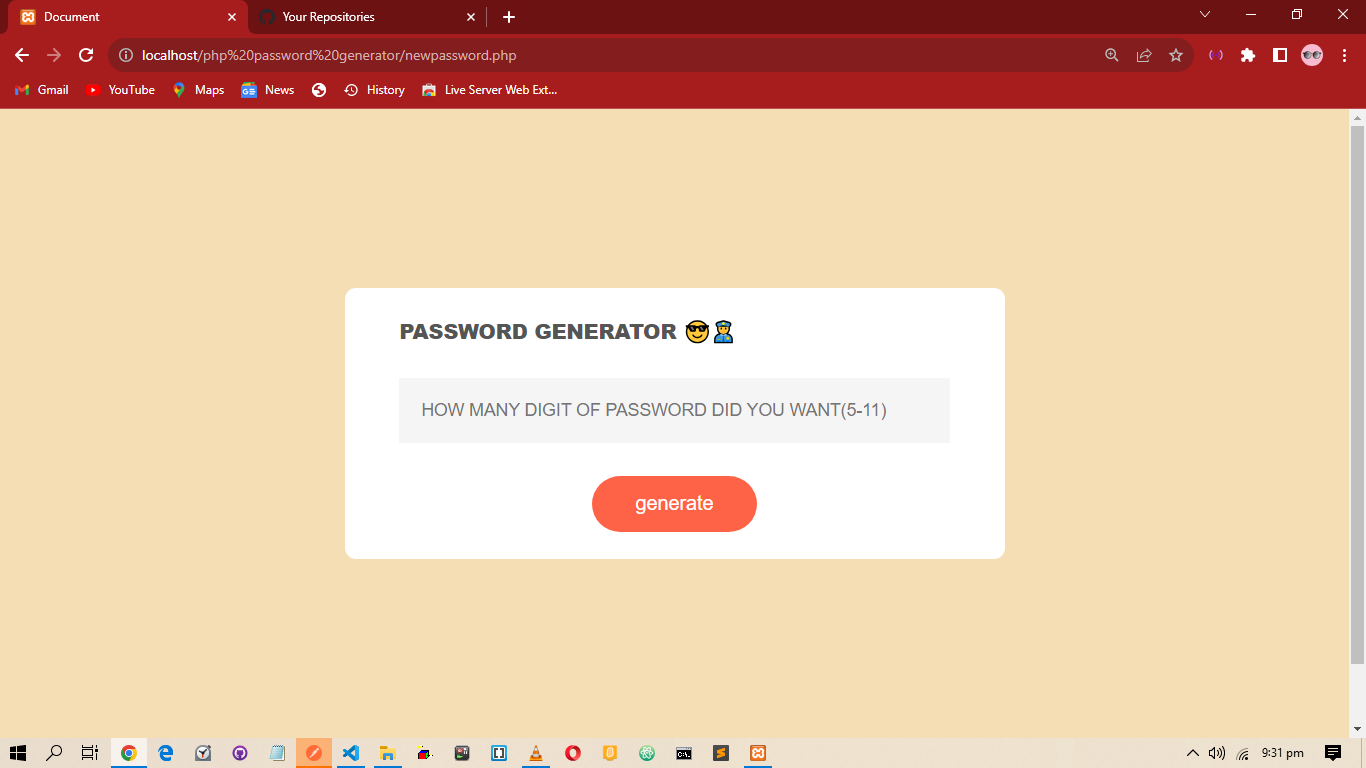 Document
Your Repositories
localhost/php%20password%20generator/newpassword.php
Gmail YouTube Maps News History Live Server Web Ext...
PASSWORD GENERATOR 😎👮
HOW MANY DIGIT OF PASSWORD DID YOU WANT(5-11)
generate
9:31 pm